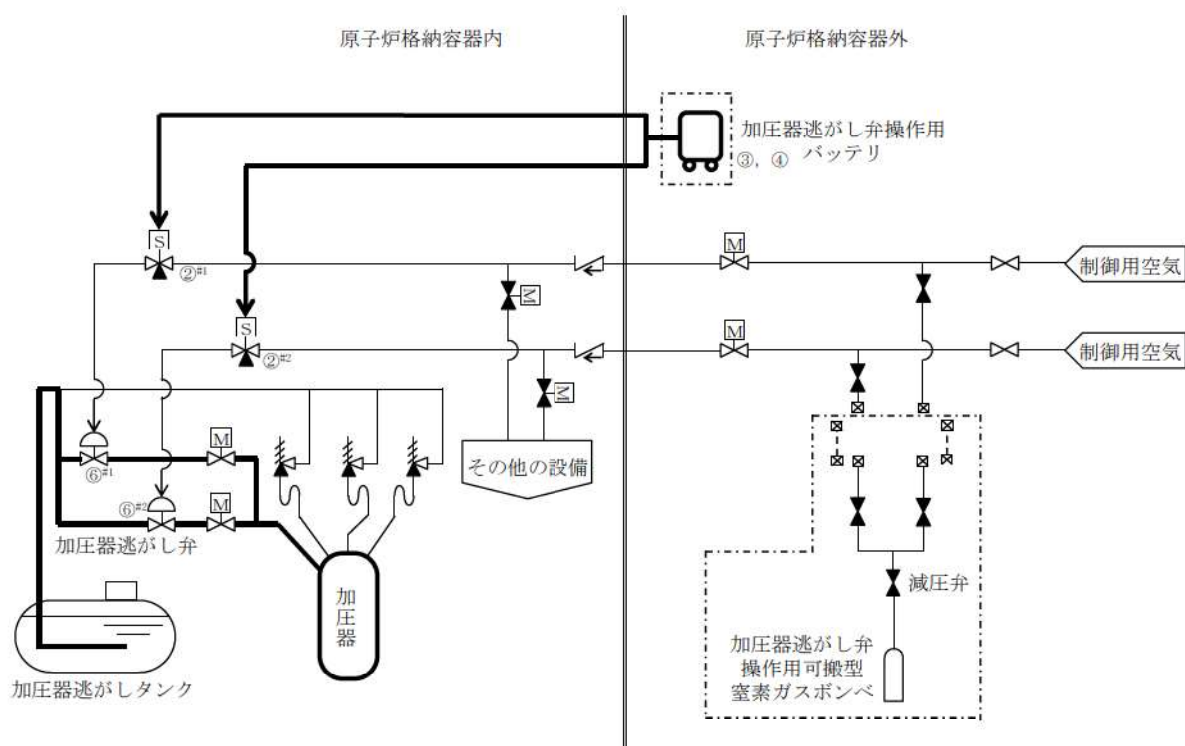 原子炉格納容器内
原子炉格納容器外
加圧器逃がし弁操作用
③, ④ バッテリ
S
②#1
M
制御用空気
M
S
②#2
M
制御用空気
M
M
⑥#1
その他の設備
M
⑥#2
加圧器逃がし弁
加圧器
減圧弁
加圧器逃がし弁
操作用可搬型
窒素ガスボンベ
加圧器逃がしタンク